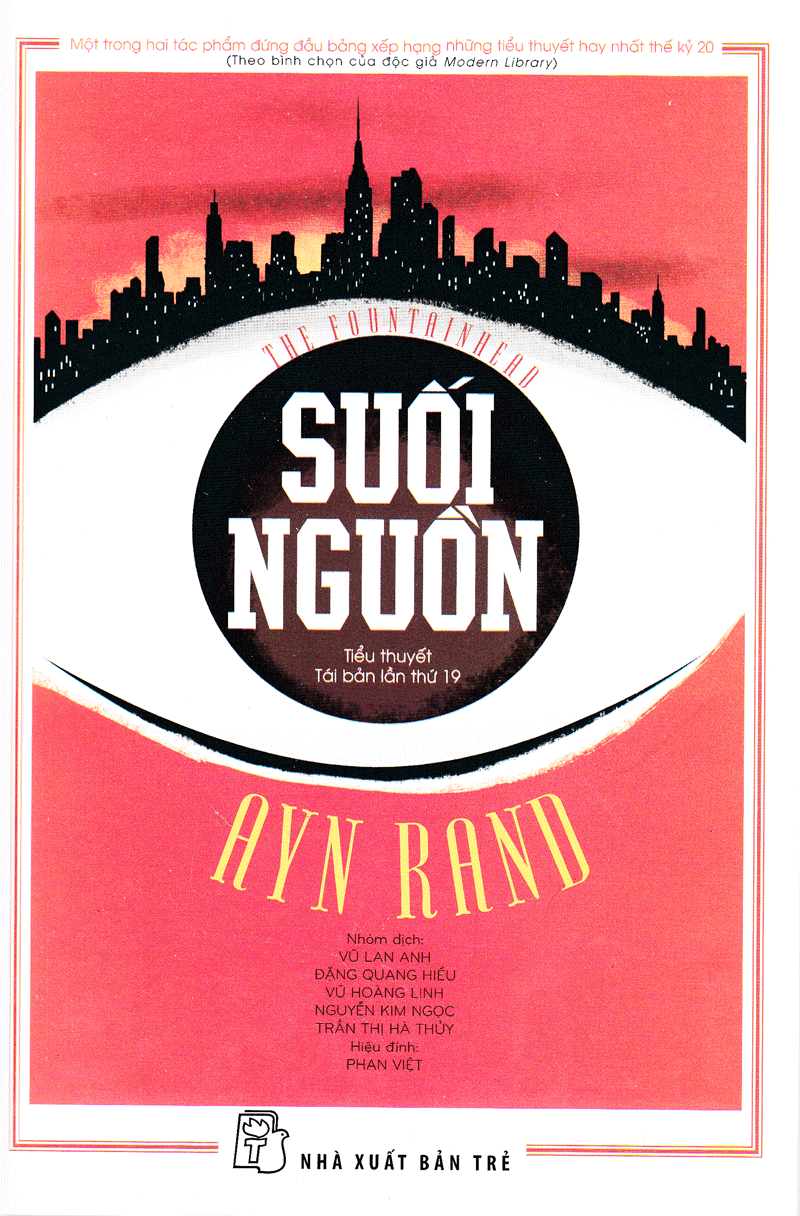 Một trong hai tác phẩm đứng đầu bảng xếp hạng những tiểu thuyết hay nhất thế kỷ 20
(Theo bình chọn của độc giả Modern Library)
THE FOUNTAINHEAD
SUỐI
NGUỒN
Tiểu thuyết
Tái bản lần thứ 19
AYN RAND
Nhóm dịch:
VŨ LAN ANH
ĐẶNG QUANG HIẾU
VŨ HOÀNG LINH
NGUYỄN KIM NGỌC
TRẦN THỊ HÀ THỦY
Hiệu đính:
PHAN VIỆT
T
NHÀ XUẤT BẢN TRẺ